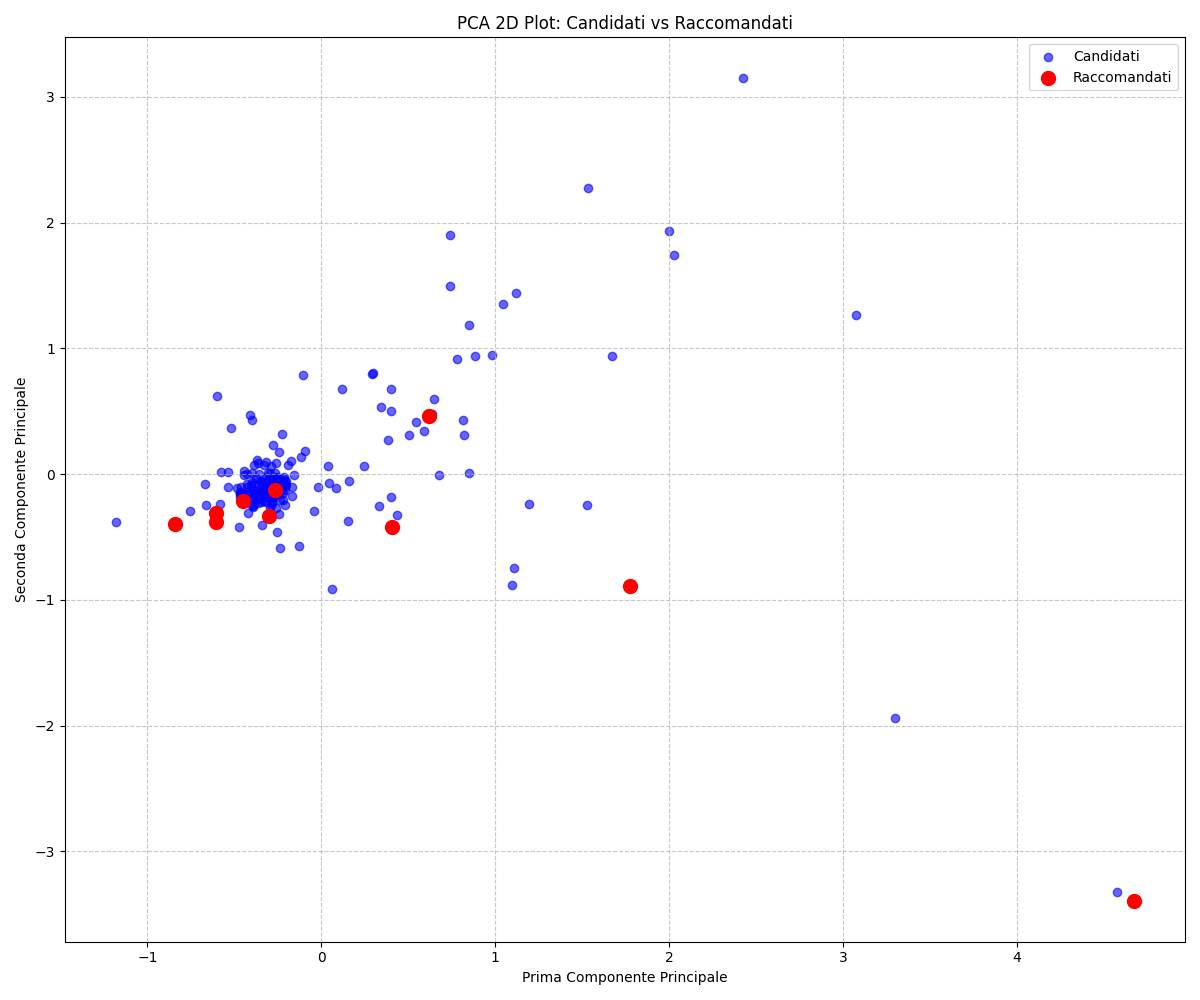 PCA 2D Plot: Candidati vs Raccomandati
Candidati
Raccomandati
3
2
1
0
−1
−2
−3
Seconda Componente Principale
−1
0
1
2
3
4
Prima Componente Principale